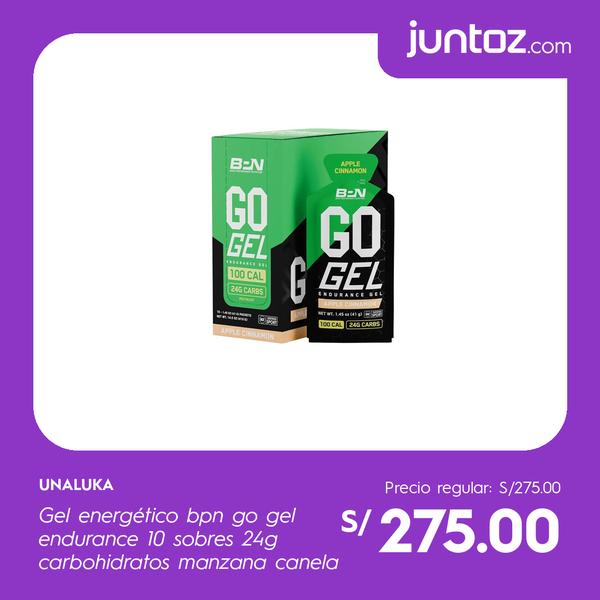 juntoz.com
BPN
GO
GEL
ENDURANCE GEL
100 CAL
24G CARBS
APPLE CINNAMON
G
APPLE
CINNAMON
BPN
GO
GEL
ENDURANCE GEL
APPLE CINNAMON
NET WT. 1.45 oz (41 g)
100 CAL
24G CARBS
UNALUKA
Gel energético bpn go gel
endurance 10 sobres 24g
carbohidratos manzana canela
Precio regular: S/275.00
S/ 275.00